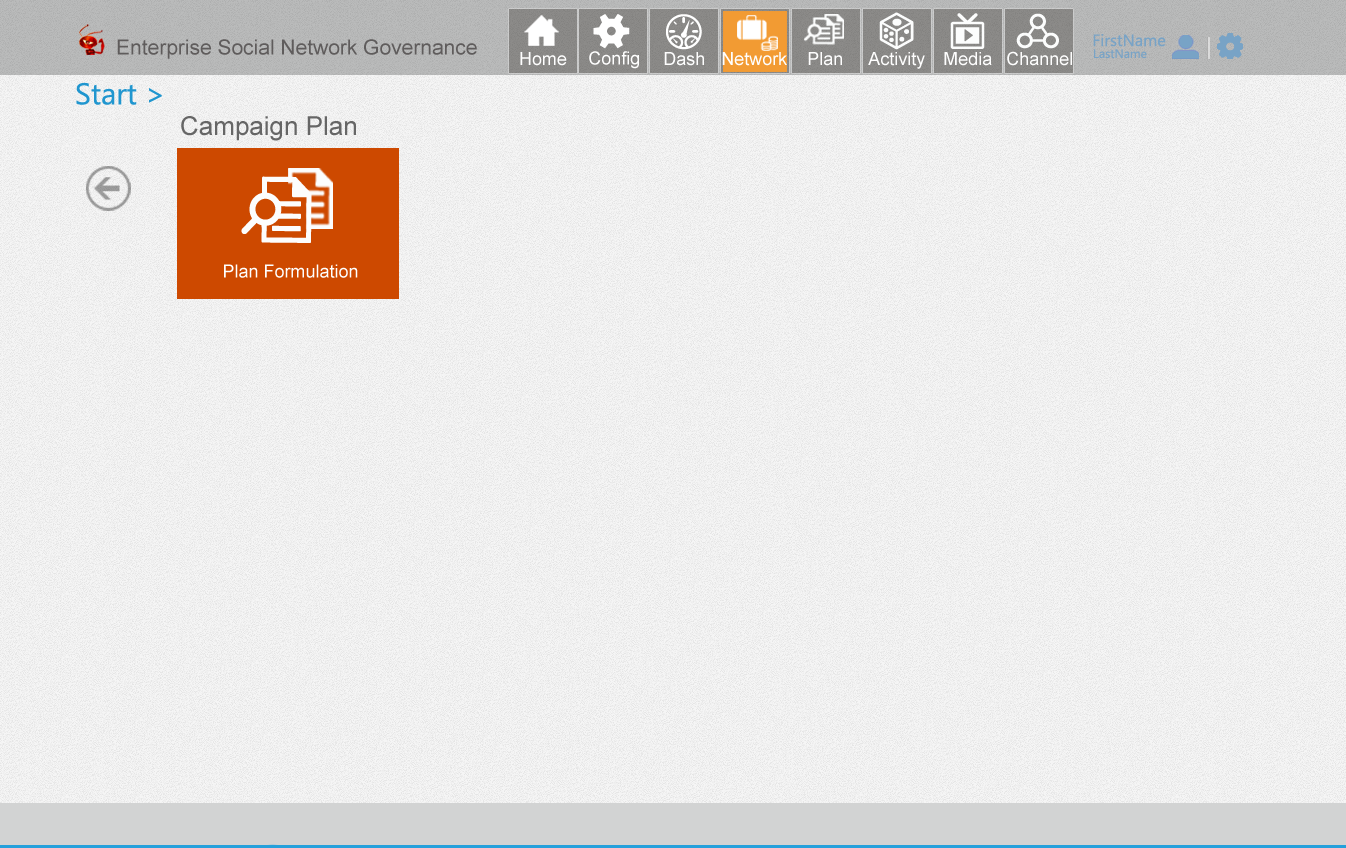 Enterprise Social Network Governance
Home Config Dash Network Plan Activity Media Channel
FirstName
LastName
Start >
Campaign Plan
Plan Formulation